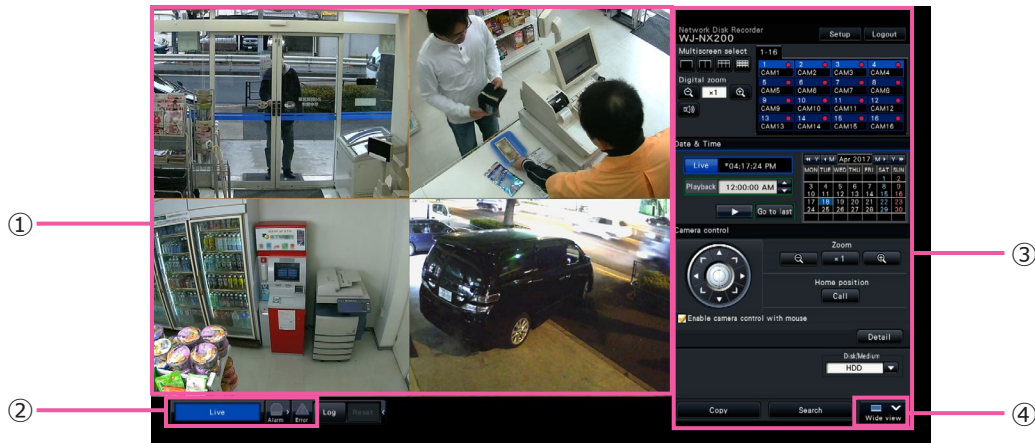 ①
②
③
④
Live
Alarm
Error
Log
Reset
Network Disk Recorder
WJ-NX200
Setup
Logout
Multiscreen select
1-16
Digital zoom
×1
1 2 3 4
CAM1 CAM2 CAM3 CAM4
5 6 7 8
CAM5 CAM6 CAM7 CAM8
9 10 11 12
CAM9 CAM10 CAM11 CAM12
13 14 15 16
CAM13 CAM14 CAM15 CAM16
Date & Time
Live *04:17:24 PM
Playback 12:00:00 AM
Go to last
Y M Apr 2017 M Y
MON TUE WED THU FRI SAT SUN
1 2
3 4 5 6 7 8 9
10 11 12 13 14 15 16
17 18 19 20 21 22 23
24 25 26 27 28 29 30
Camera control
Zoom
×1
Home position
Call
Enable camera control with mouse
Detail
Disk/Medium
HDD
Copy
Search
Wide view